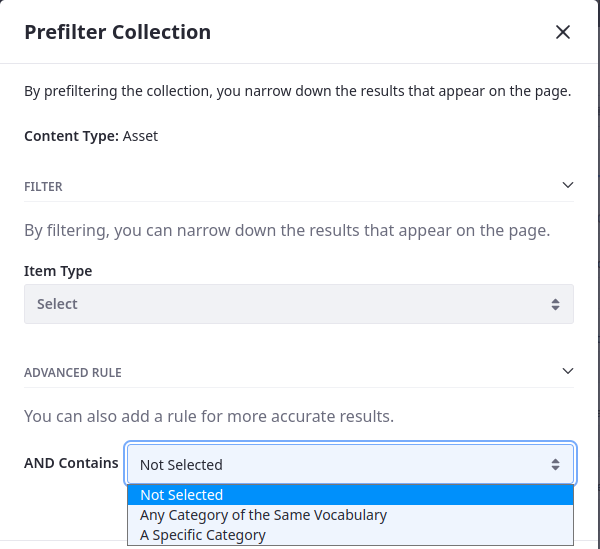 Prefilter Collection
By prefiltering the collection, you narrow down the results that appear on the page.
Content Type: Asset
FILTER
By filtering, you can narrow down the results that appear on the page.
Item Type
Select
ADVANCED RULE
You can also add a rule for more accurate results.
AND Contains Not Selected
Not Selected
Any Category of the Same Vocabulary
A Specific Category